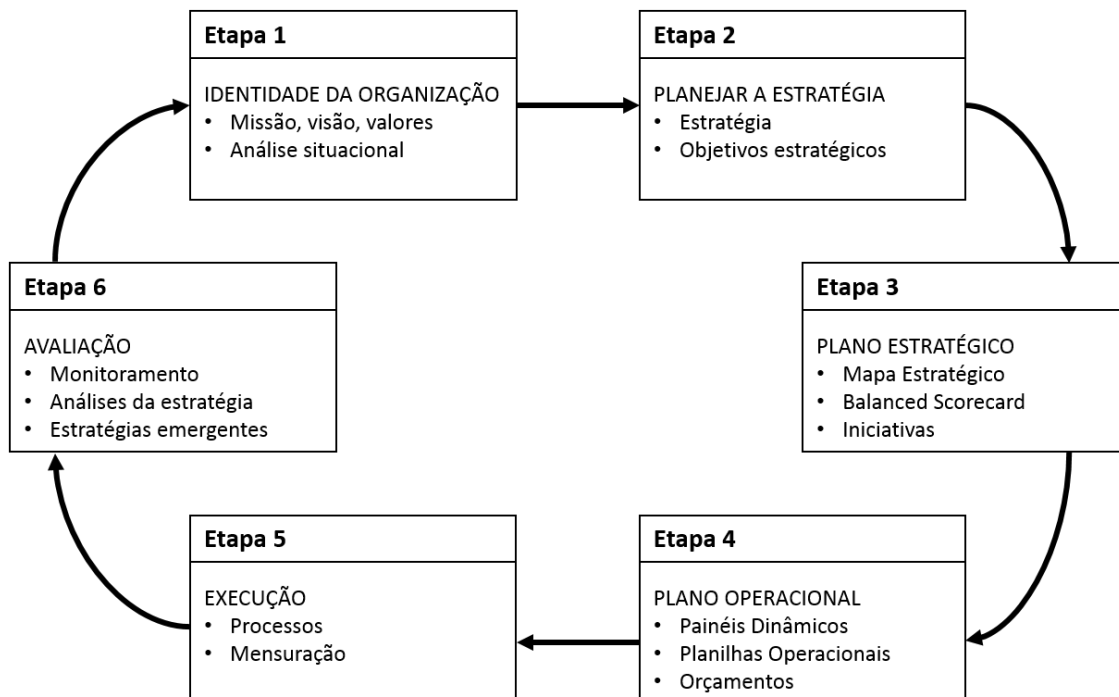 Etapa 1
IDENTIDADE DA ORGANIZAÇÃO
• Missão, visão, valores
• Análise situacional
Etapa 2
PLANEJAR A ESTRATÉGIA
• Estratégia
• Objetivos estratégicos
Etapa 3
PLANO ESTRATÉGICO
• Mapa Estratégico
• Balanced Scorecard
• Iniciativas
Etapa 4
PLANO OPERACIONAL
• Painéis Dinâmicos
• Planilhas Operacionais
• Orçamentos
Etapa 5
EXECUÇÃO
• Processos
• Mensuração
Etapa 6
AVALIAÇÃO
• Monitoramento
• Análises da estratégia
• Estratégias emergentes